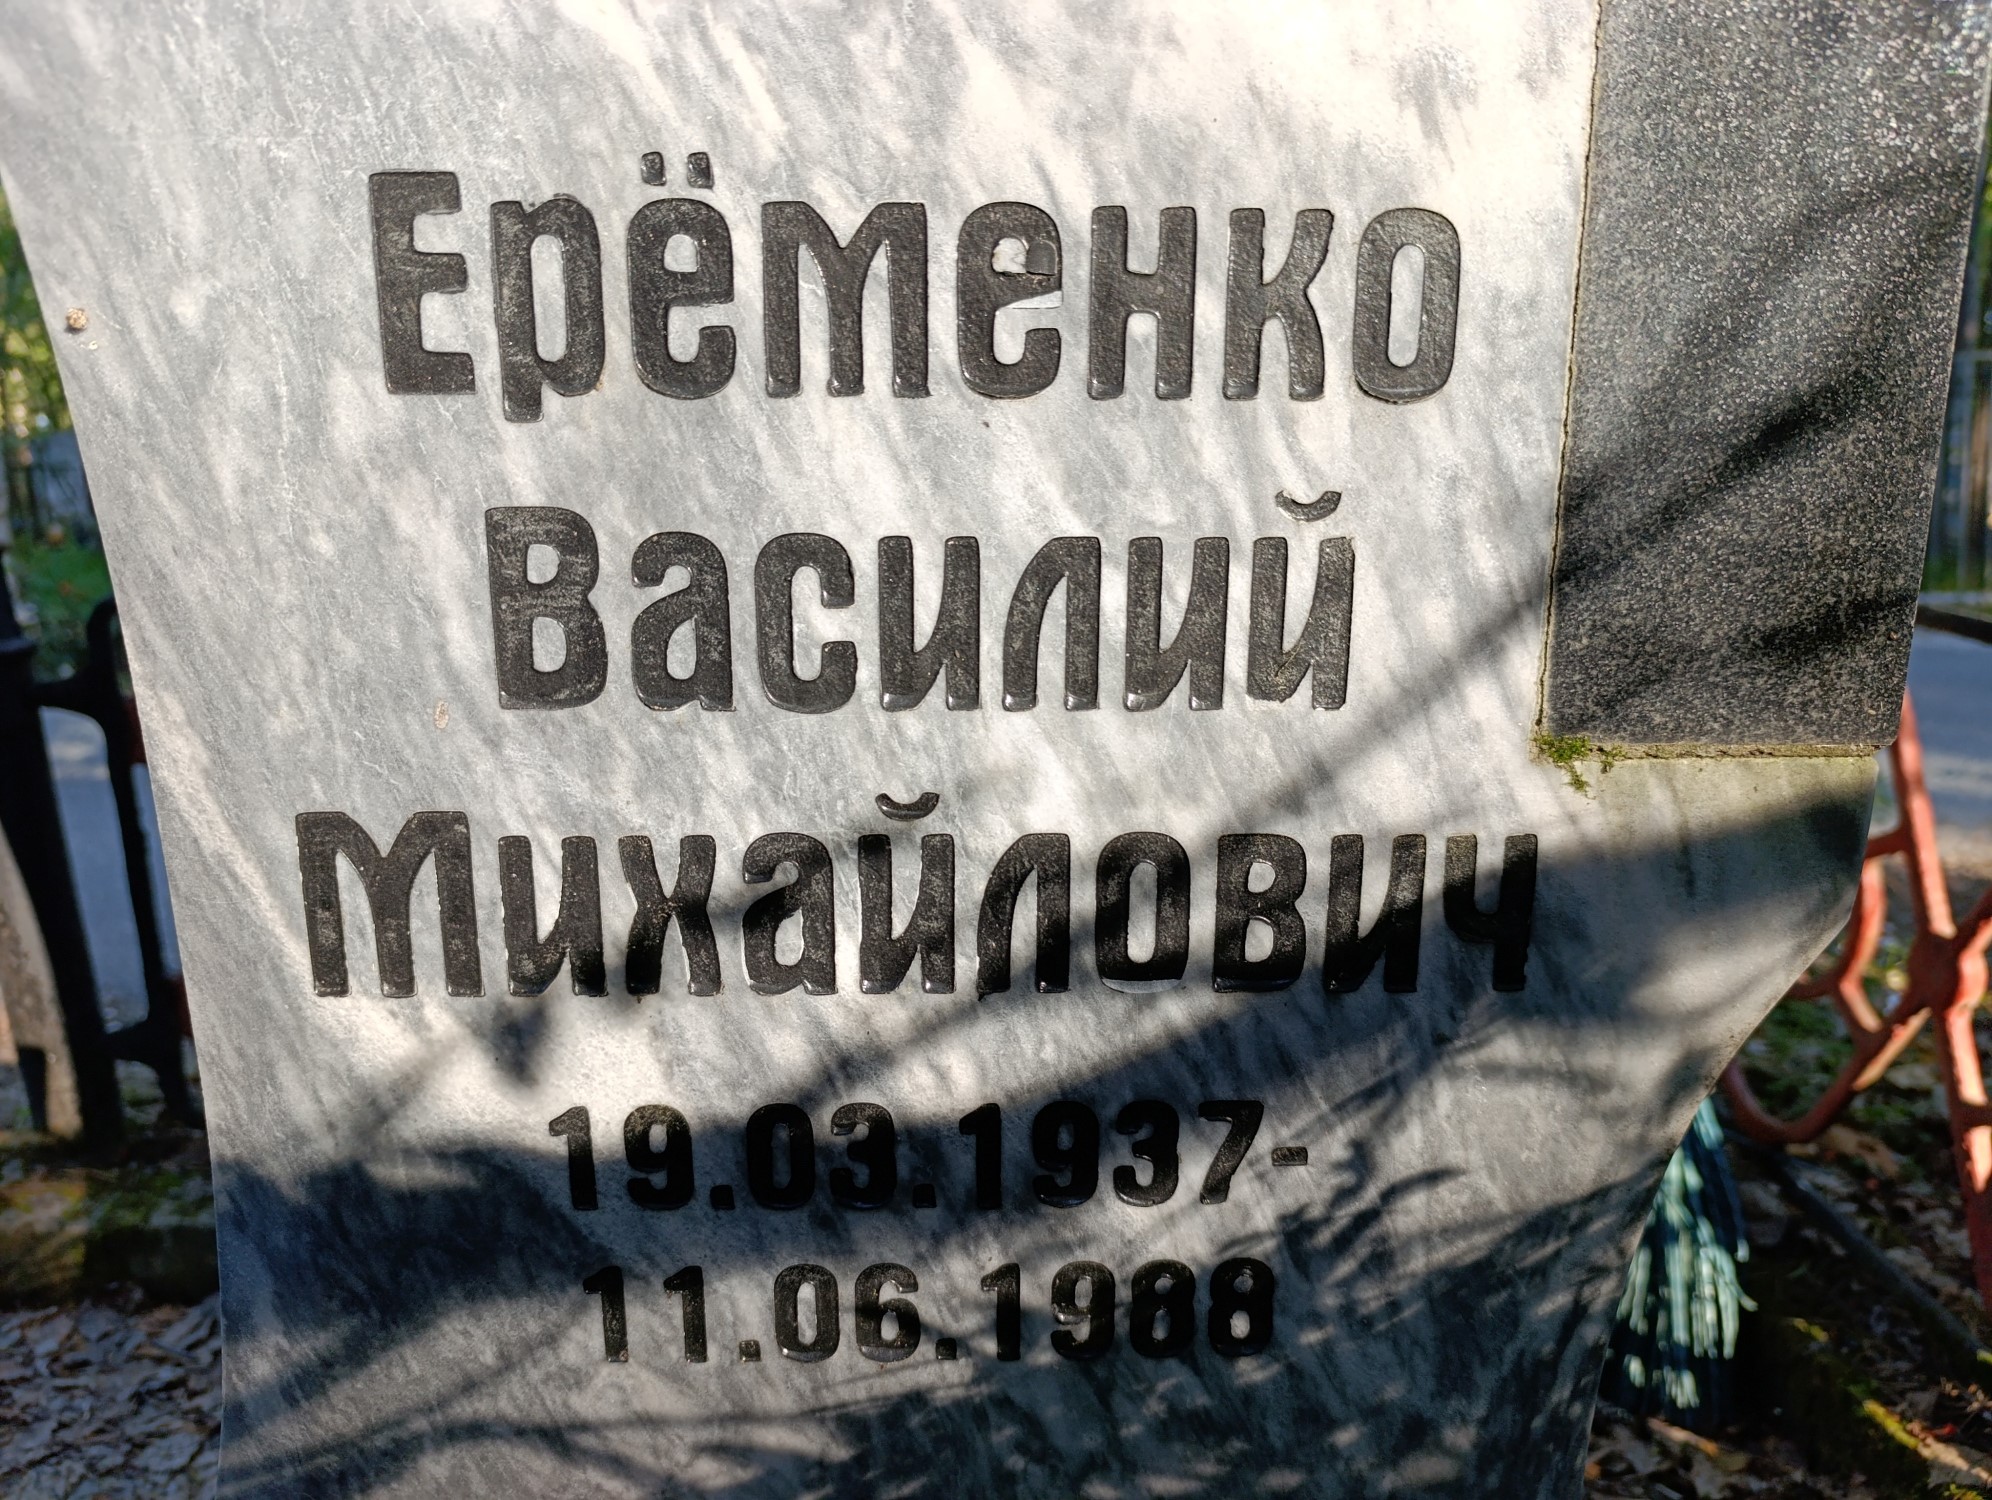 Ерёменко
Василий
Михайлович
19.03.1937-
11.06.1988